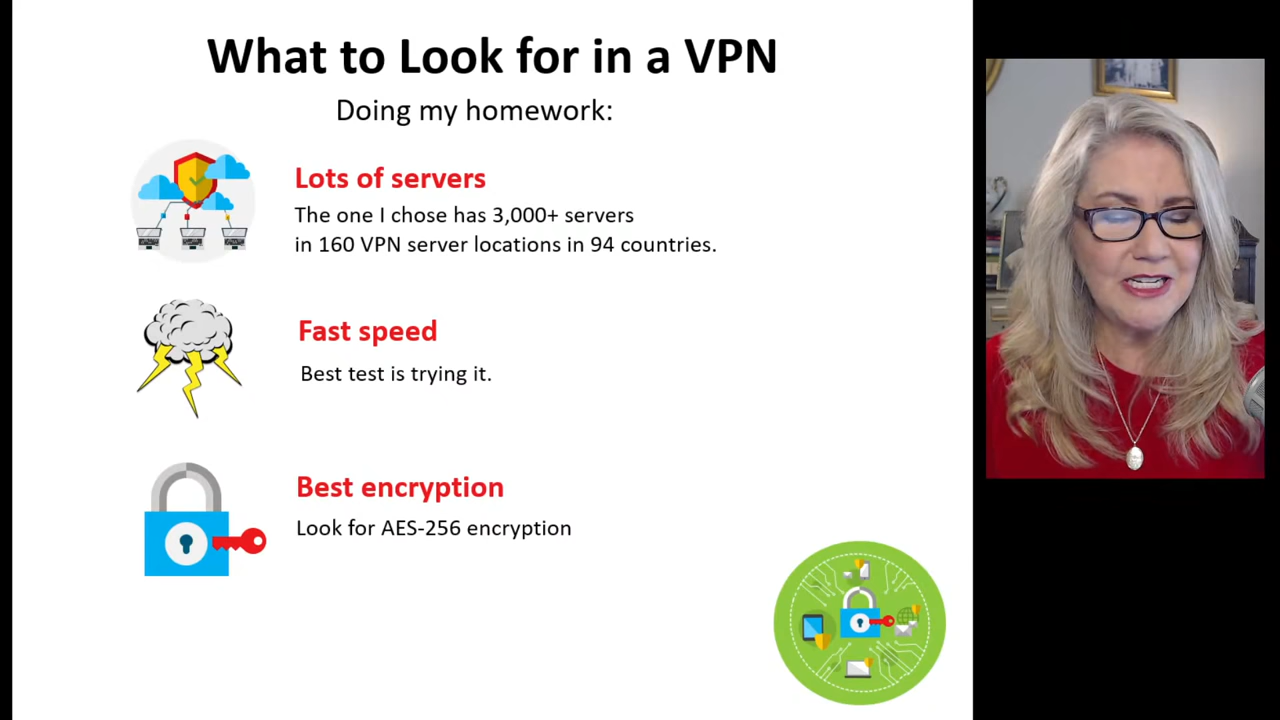 What to Look for in a VPN
Doing my homework:
Lots of servers
The one I chose has 3,000+ servers
in 160 VPN server locations in 94 countries.
Fast speed
Best test is trying it.
Best encryption
Look for AES-256 encryption